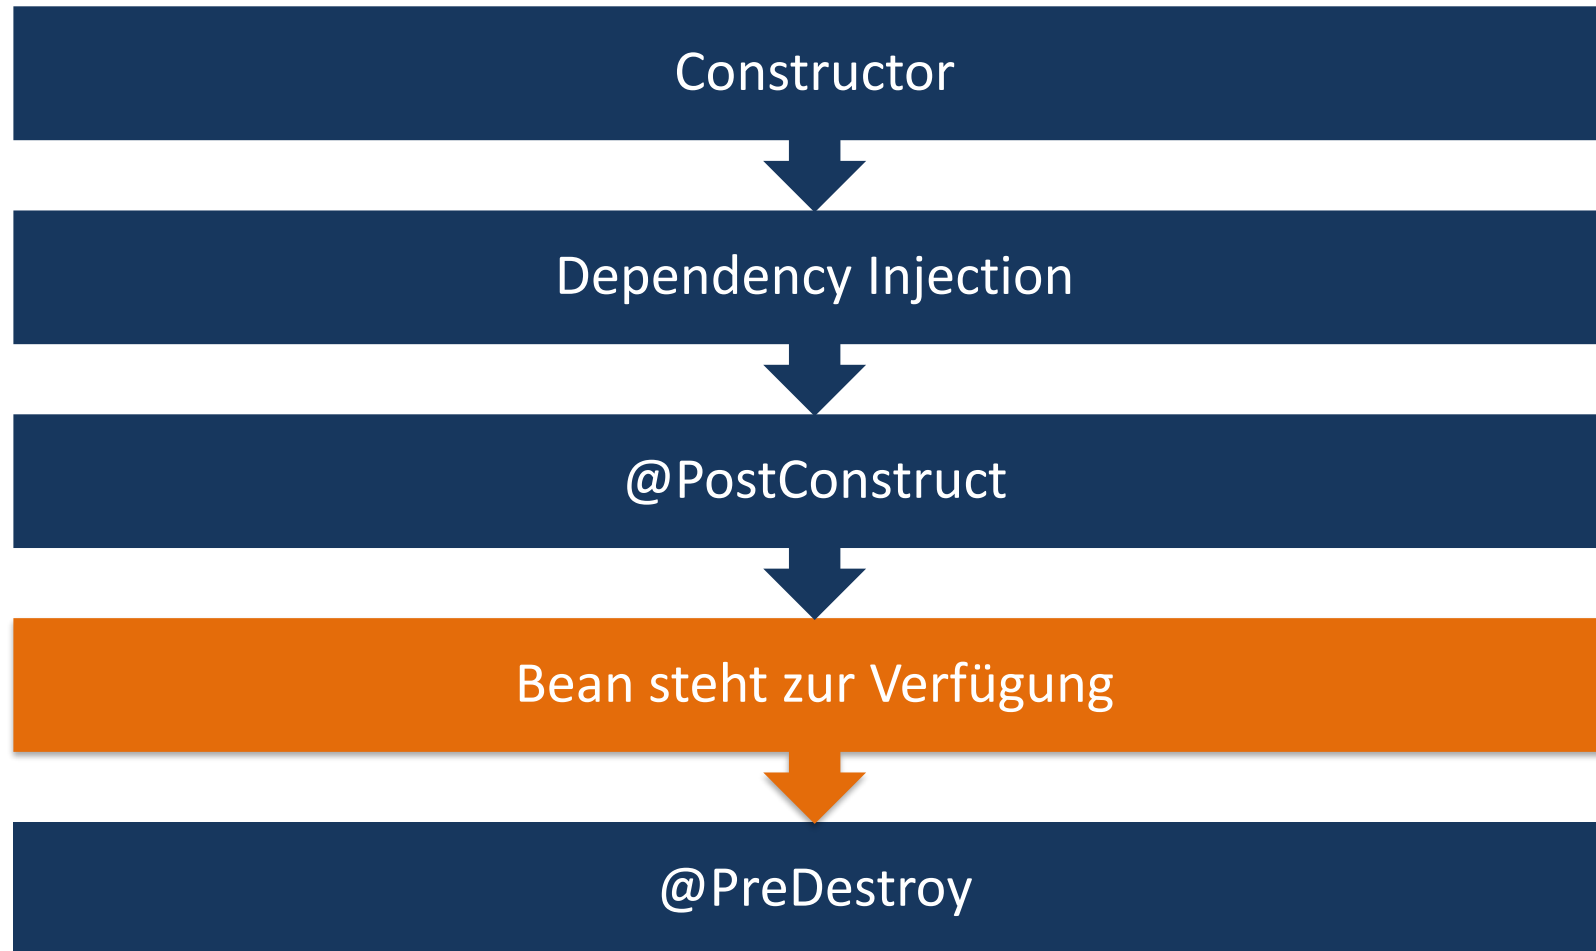 Constructor
Dependency Injection
@PostConstruct
Bean steht zur Verfügung
@PreDestroy